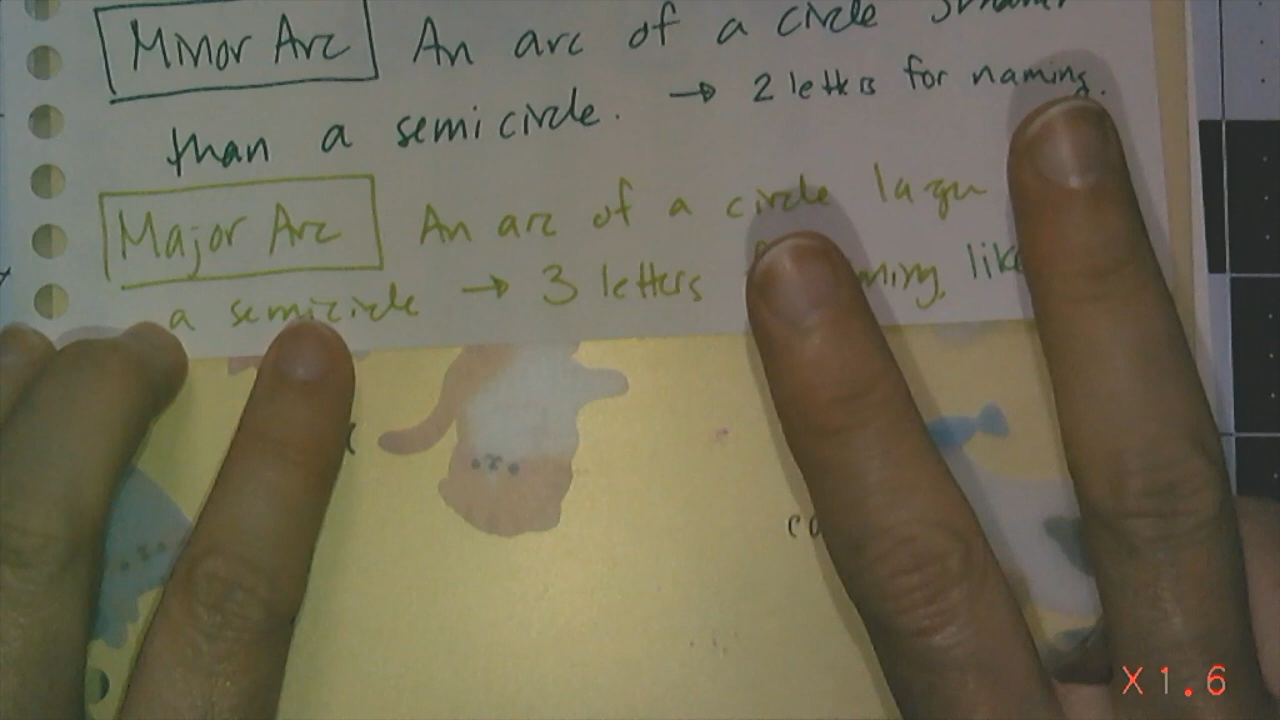 Minor Arc An arc of a circle smaller
than a semicircle. → 2 letters for naming.
Major Arc An arc of a circle larger
a semicircle → 3 letters naming, like
X1.6